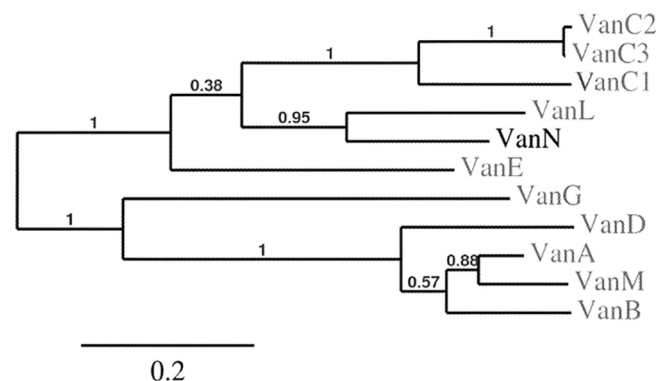 VanC2
1
VanC3
1
VanC1
0.38
VanL
0.95
VanN
1
VanE
VanG
1
VanD
1
VanA
0.88
VanM
0.57
VanB
0.2